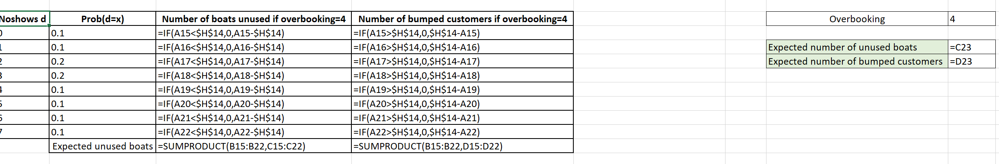 Noshows d Prob(d=x) Number of boats unused if overbooking=4 Number of bumped customers if overbooking=4 Overbooking 4
0 0.1 =IF(A15<$H$14,0,A15-$H$14) =IF(A15>$H$14,0,$H$14-A15)
1 0.1 =IF(A16<$H$14,0,A16-$H$14) =IF(A16>$H$14,0,$H$14-A16) Expected number of unused boats =C23
2 0.2 =IF(A17<$H$14,0,A17-$H$14) =IF(A17>$H$14,0,$H$14-A17) Expected number of bumped customers =D23
3 0.2 =IF(A18<$H$14,0,A18-$H$14) =IF(A18>$H$14,0,$H$14-A18)
4 0.1 =IF(A19<$H$14,0,A19-$H$14) =IF(A19>$H$14,0,$H$14-A19)
5 0.1 =IF(A20<$H$14,0,A20-$H$14) =IF(A20>$H$14,0,$H$14-A20)
6 0.1 =IF(A21<$H$14,0,A21-$H$14) =IF(A21>$H$14,0,$H$14-A21)
7 0.1 =IF(A22<$H$14,0,A22-$H$14) =IF(A22>$H$14,0,$H$14-A22)
Expected unused boats =SUMPRODUCT(B15:B22,C15:C22) =SUMPRODUCT(B15:B22,D15:D22)